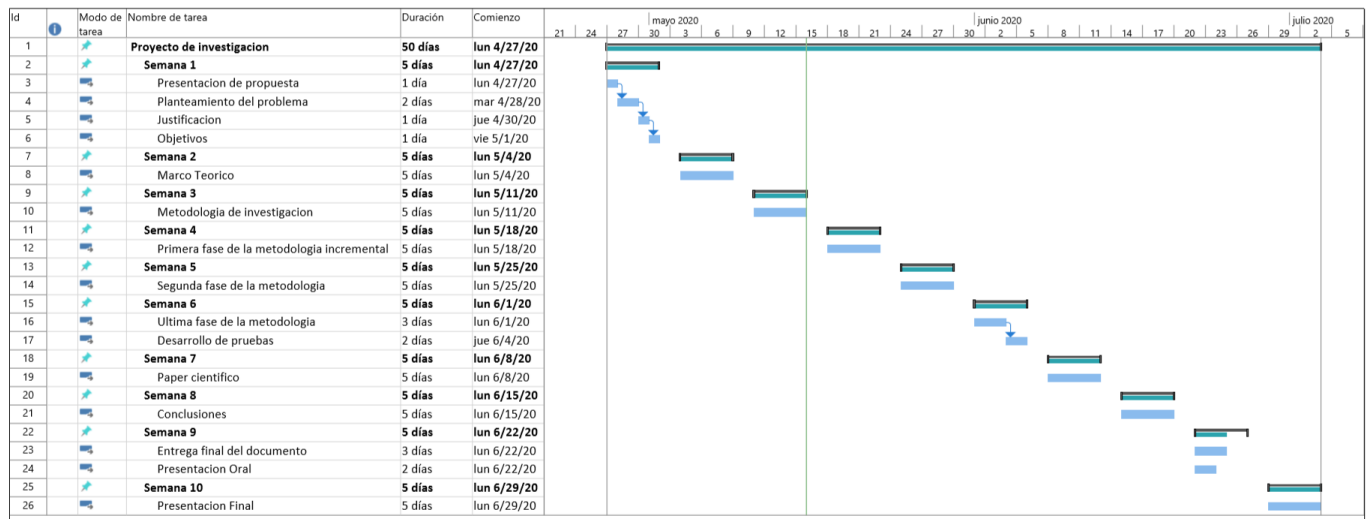 Id Modo de tarea Nombre de tarea Duración Comienzo mayo 2020 junio 2020 julio 2020
21 24 27 30 3 6 9 12 15 18 21 24 27 30 2 5 8 11 14 17 20 23 26 29 2 5
1 Proyecto de investigacion 50 días lun 4/27/20
2 Semana 1 5 días lun 4/27/20
3 Presentacion de propuesta 1 día lun 4/27/20
4 Planteamiento del problema 2 días mar 4/28/20
5 Justificacion 1 día jue 4/30/20
6 Objetivos 1 día vie 5/1/20
7 Semana 2 5 días lun 5/4/20
8 Marco Teorico 5 días lun 5/4/20
9 Semana 3 5 días lun 5/11/20
10 Metodologia de investigacion 5 días lun 5/11/20
11 Semana 4 5 días lun 5/18/20
12 Primera fase de la metodologia incremental 5 días lun 5/18/20
13 Semana 5 5 días lun 5/25/20
14 Segunda fase de la metodologia 5 días lun 5/25/20
15 Semana 6 5 días lun 6/1/20
16 Ultima fase de la metodologia 3 días lun 6/1/20
17 Desarrollo de pruebas 2 días jue 6/4/20
18 Semana 7 5 días lun 6/8/20
19 Paper cientifico 5 días lun 6/8/20
20 Semana 8 5 días lun 6/15/20
21 Conclusiones 5 días lun 6/15/20
22 Semana 9 5 días lun 6/22/20
23 Entrega final del documento 3 días lun 6/22/20
24 Presentacion Oral 2 días lun 6/22/20
25 Semana 10 5 días lun 6/29/20
26 Presentacion Final 5 días lun 6/29/20